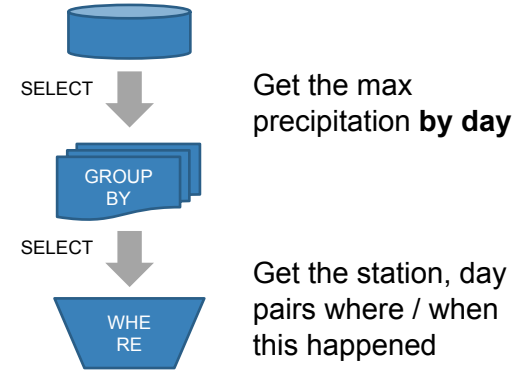 SELECT
Get the max
precipitation by day
GROUP
BY
SELECT
Get the station, day
pairs where / when
this happened
WHE
RE